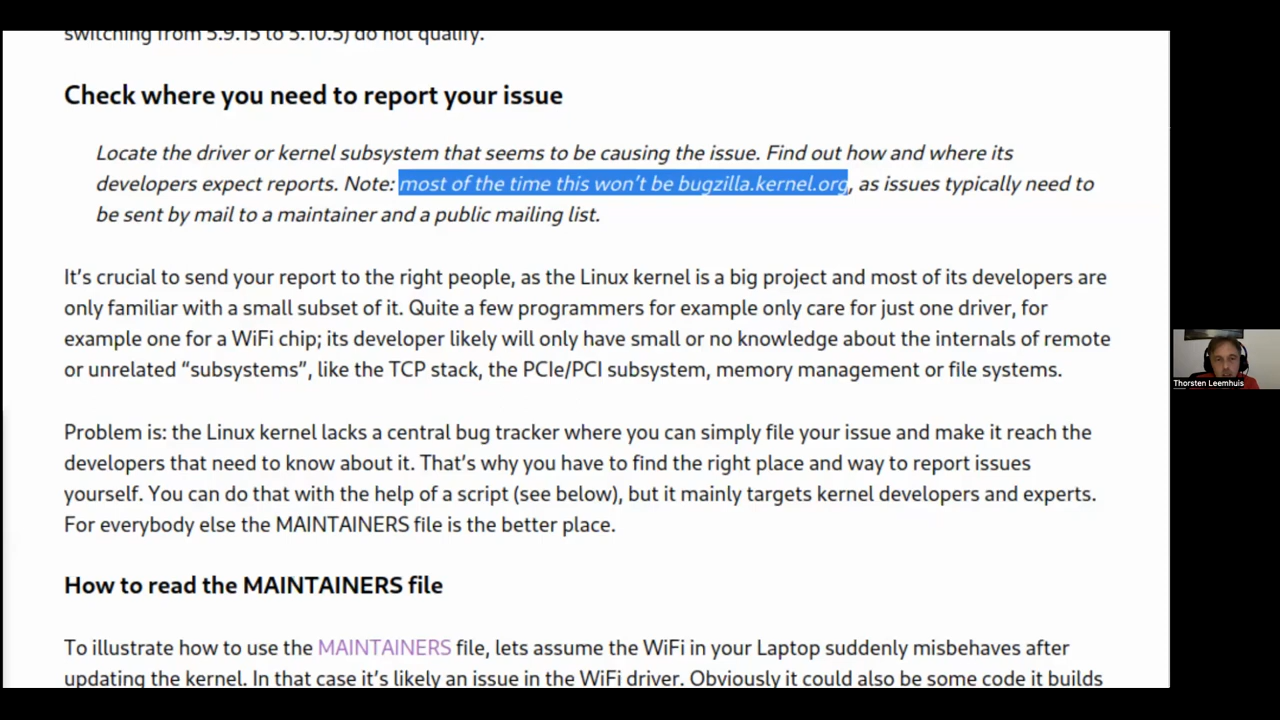 switching from 5.9.15 to 5.10.5) do not qualify.
Check where you need to report your issue
Locate the driver or kernel subsystem that seems to be causing the issue. Find out how and where its
developers expect reports. Note: most of the time this won’t be bugzilla.kernel.org, as issues typically need to
be sent by mail to a maintainer and a public mailing list.
It’s crucial to send your report to the right people, as the Linux kernel is a big project and most of its developers are
only familiar with a small subset of it. Quite a few programmers for example only care for just one driver, for
example one for a WiFi chip; its developer likely will only have small or no knowledge about the internals of remote
or unrelated “subsystems”, like the TCP stack, the PCIe/PCI subsystem, memory management or file systems.
Problem is: the Linux kernel lacks a central bug tracker where you can simply file your issue and make it reach the
developers that need to know about it. That’s why you have to find the right place and way to report issues
yourself. You can do that with the help of a script (see below), but it mainly targets kernel developers and experts.
For everybody else the MAINTAINERS file is the better place.
How to read the MAINTAINERS file
To illustrate how to use the MAINTAINERS file, lets assume the WiFi in your Laptop suddenly misbehaves after
updating the kernel. In that case it’s likely an issue in the WiFi driver. Obviously it could also be some code it builds
Thorsten Leemhuis